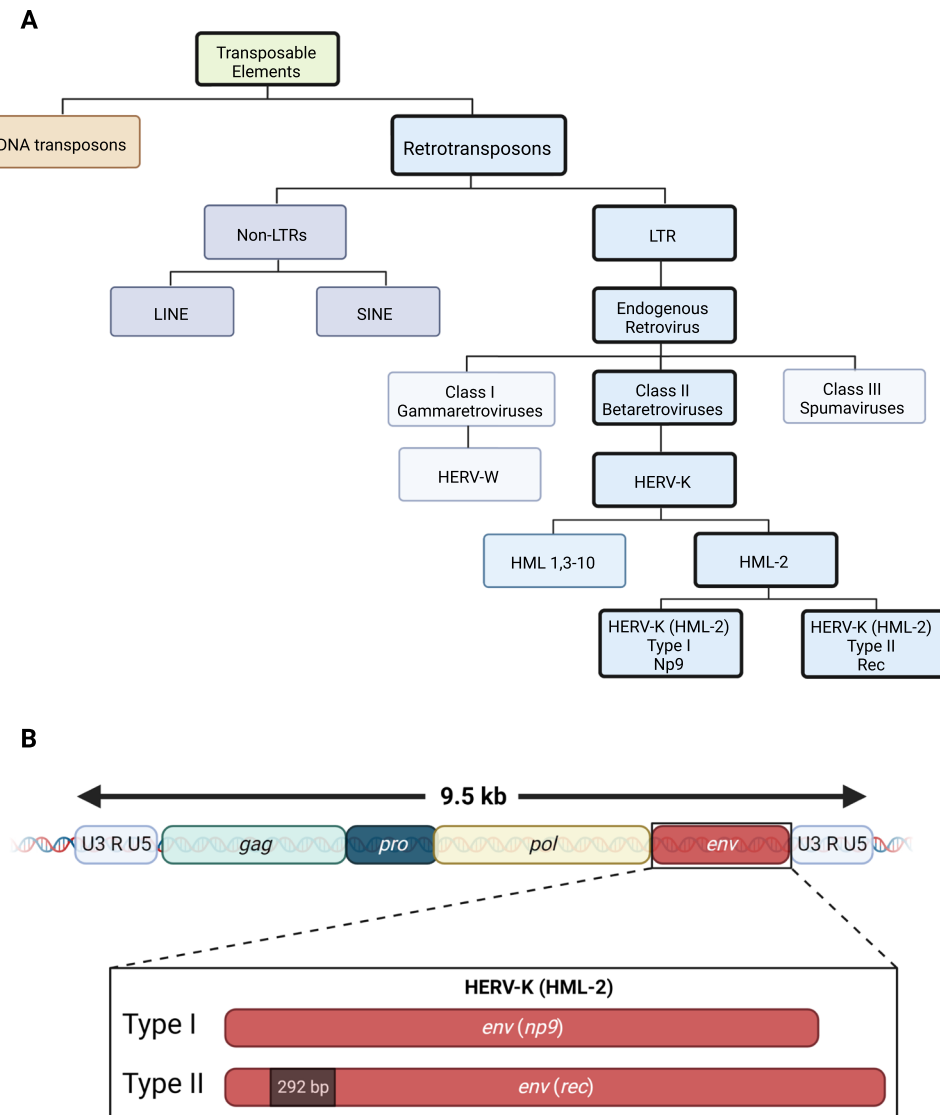 A
Transposable
Elements
DNA transposons
Retrotransposons
Non-LTRs
LTR
LINE
SINE
Endogenous
Retrovirus
Class I
Gammaretroviruses
Class II
Betaretroviruses
Class III
Spumaviruses
HERV-W
HERV-K
HML 1,3-10
HML-2
HERV-K (HML-2)
Type I
Np9
HERV-K (HML-2)
Type II
Rec
B
9.5 kb
U3 R U5 gag pro pol env U3 R U5
HERV-K (HML-2)
Type I env (np9)
Type II 292 bp env (rec)